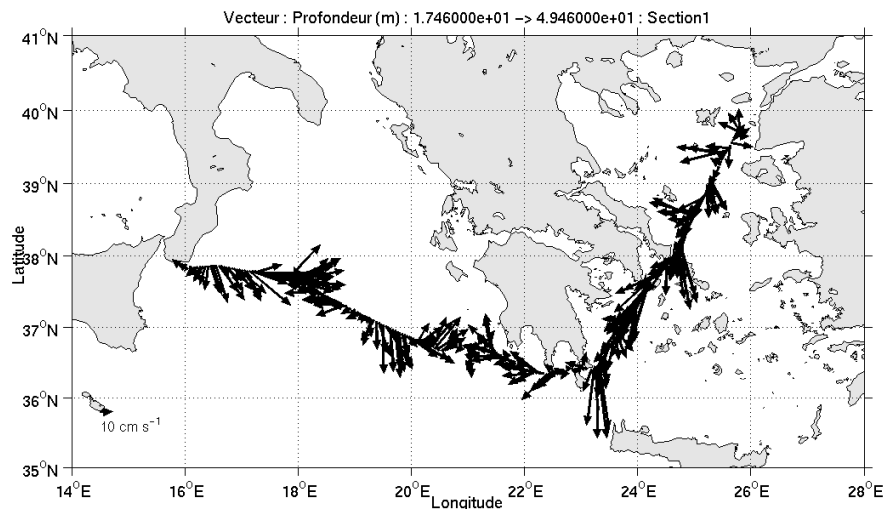 Vecteur : Profondeur (m) : 1.746000e+01 −> 4.946000e+01 : Section1
41°N
40°N
39°N
38°N
37°N
36°N
35°N
Latitude
10 cm s⁻¹
14°E 16°E 18°E 20°E 22°E 24°E 26°E 28°E
Longitude